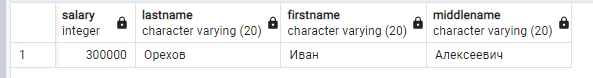 salary lastname firstname middlename
integer character varying (20) character varying (20) character varying (20)
1 300000 Орехов Иван Алексеевич